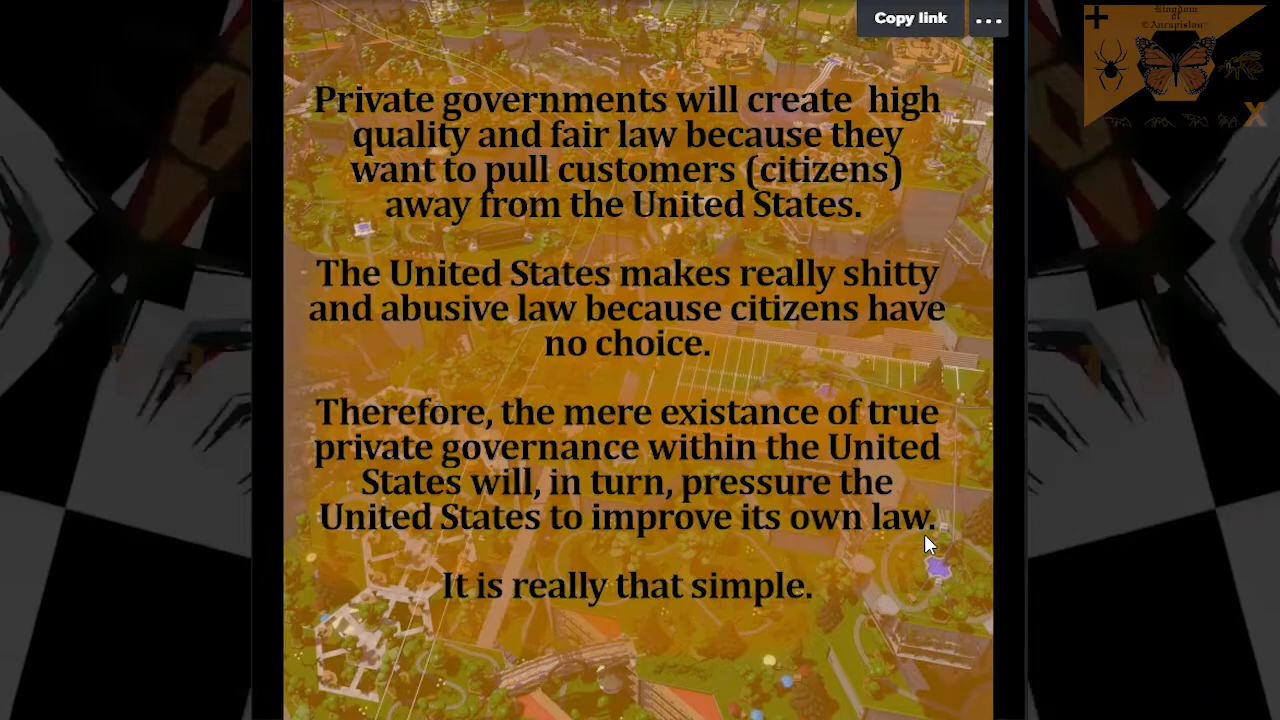 Copy link
...
Kingdom
of
©Ancapistan
X
Private governments will create high
quality and fair law because they
want to pull customers (citizens)
away from the United States.
The United States makes really shitty
and abusive law because citizens have
no choice.
Therefore, the mere existance of true
private governance within the United
States will, in turn, pressure the
United States to improve its own law.
It is really that simple.